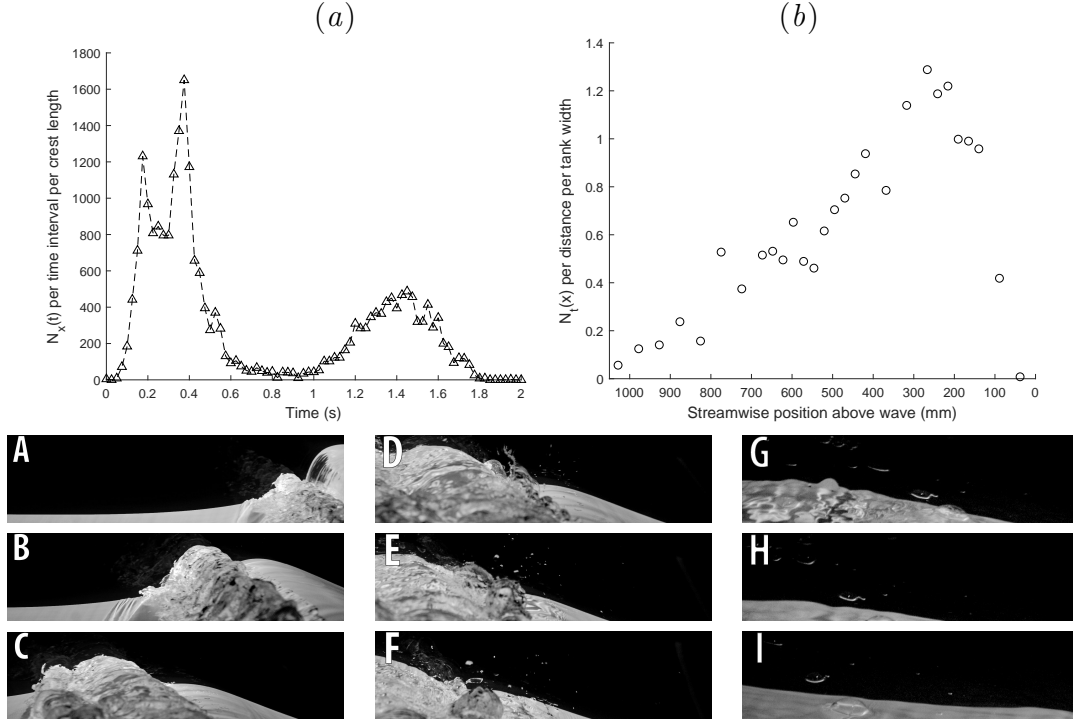 (a)
1800
1600
1400
1200
1000
800
600
400
200
0
N_x(t) per time interval per crest length
0 0.2 0.4 0.6 0.8 1 1.2 1.4 1.6 1.8 2
Time (s)
(b)
1.4
1.2
1
0.8
0.6
0.4
0.2
0
N_t(x) per distance per tank width
1000 900 800 700 600 500 400 300 200 100 0
Streamwise position above wave (mm)
A
D
G
B
E
H
C
F
I